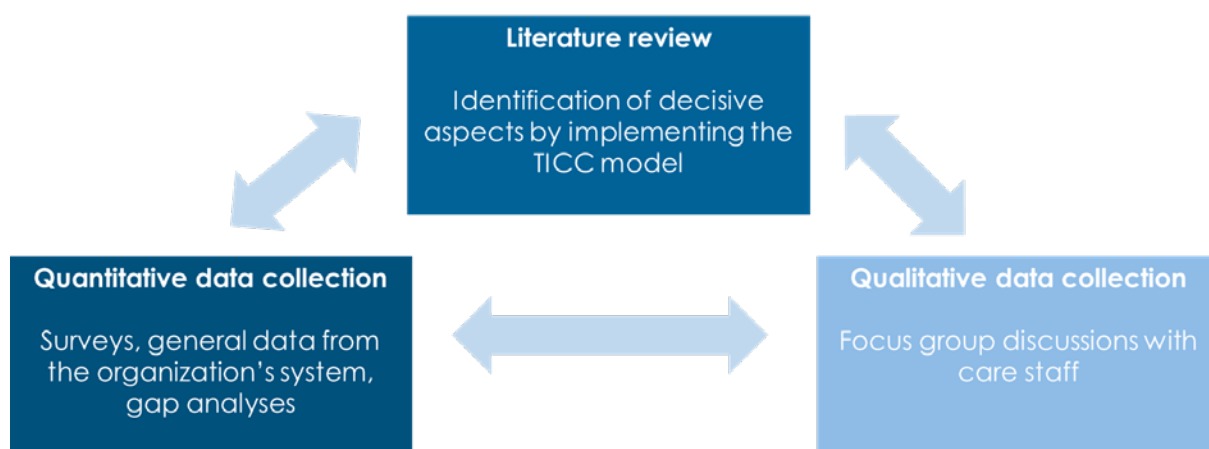 Literature review
Identification of decisive
aspects by implementing the
TICC model
Quantitative data collection
Surveys, general data from
the organization's system,
gap analyses
Qualitative data collection
Focus group discussions with
care staff